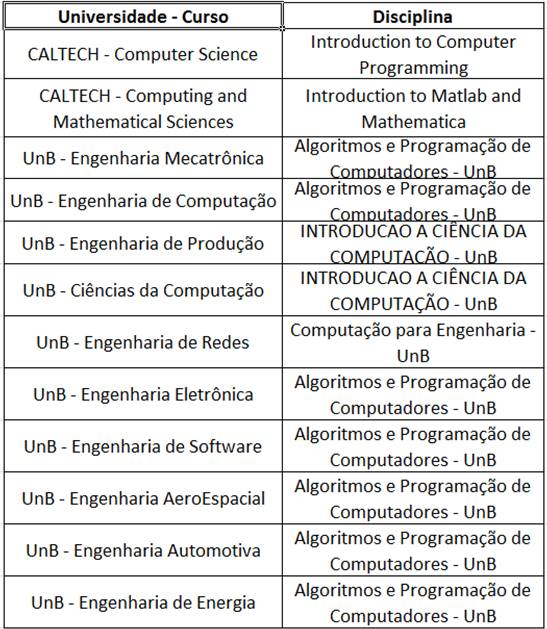 Universidade - Curso
Disciplina
CALTECH - Computer Science
Introduction to Computer
Programming
CALTECH - Computing and
Mathematical Sciences
Introduction to Matlab and
Mathematica
UnB - Engenharia Mecatrônica
Algoritmos e Programação de
Computadores - UnB
UnB - Engenharia de Computação
Algoritmos e Programação de
Computadores - UnB
UnB - Engenharia de Produção
INTRODUCAO A CIÊNCIA DA
COMPUTAÇÃO - UnB
UnB - Ciências da Computação
INTRODUCAO A CIÊNCIA DA
COMPUTAÇÃO - UnB
UnB - Engenharia de Redes
Computação para Engenharia -
UnB
UnB - Engenharia Eletrônica
Algoritmos e Programação de
Computadores - UnB
UnB - Engenharia de Software
Algoritmos e Programação de
Computadores - UnB
UnB - Engenharia AeroEspacial
Algoritmos e Programação de
Computadores - UnB
UnB - Engenharia Automotiva
Algoritmos e Programação de
Computadores - UnB
UnB - Engenharia de Energia
Algoritmos e Programação de
Computadores - UnB